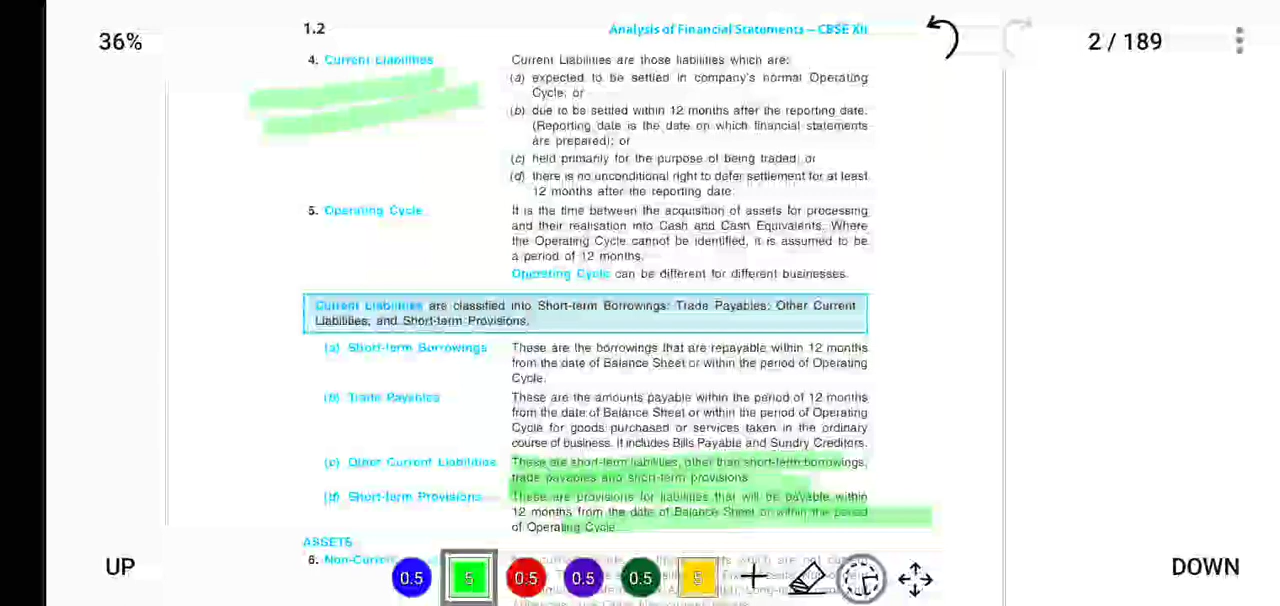 36%
1.2 Analysis of Financial Statements – CBSE XII
2 / 189
4. Current Liabilities Current Liabilities are those liabilities which are:
(a) expected to be settled in company's normal Operating
Cycle; or
(b) due to be settled within 12 months after the reporting date.
(Reporting date is the date on which financial statements
are prepared); or
(c) held primarily for the purpose of being traded; or
(d) there is no unconditional right to defer settlement for at least
12 months after the reporting date.
5. Operating Cycle It is the time between the acquisition of assets for processing
and their realisation into Cash and Cash Equivalents. Where
the Operating Cycle cannot be identified, it is assumed to be
a period of 12 months.
Operating Cycle can be different for different businesses.
Current Liabilities are classified into Short-term Borrowings; Trade Payables; Other Current
Liabilities; and Short-term Provisions.
(a) Short-term Borrowings These are the borrowings that are repayable within 12 months
from the date of Balance Sheet or within the period of Operating
Cycle.
(b) Trade Payables These are the amounts payable within the period of 12 months
from the date of Balance Sheet or within the period of Operating
Cycle for goods purchased or services taken in the ordinary
course of business. It includes Bills Payable and Sundry Creditors.
(c) Other Current Liabilities These are short-term liabilities, other than short-term borrowings,
trade payables and short-term provisions
(d) Short-term Provisions These are provisions for liabilities that will be payable within
12 months from the date of Balance Sheet or within the period
of Operating Cycle.
ASSETS
6. Non-Current which are not
UP
0.5 5 0.5 0.5 0.5 5
DOWN